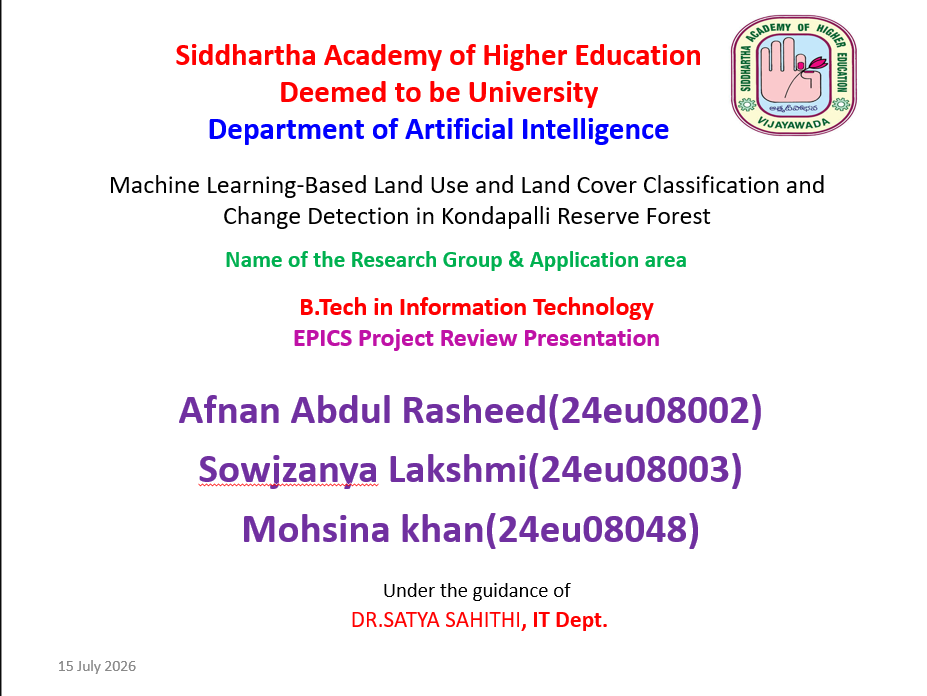 Siddhartha Academy of Higher Education
Deemed to be University
Department of Artificial Intelligence
SIDDHARTHA ACADEMY OF HIGHER EDUCATION
VIJAYAWADA
Machine Learning-Based Land Use and Land Cover Classification and
Change Detection in Kondapalli Reserve Forest
Name of the Research Group & Application area
B.Tech in Information Technology
EPICS Project Review Presentation
Afnan Abdul Rasheed(24eu08002)
Sowjzanya Lakshmi(24eu08003)
Mohsina khan(24eu08048)
Under the guidance of
DR.SATYA SAHITHI, IT Dept.
15 July 2026